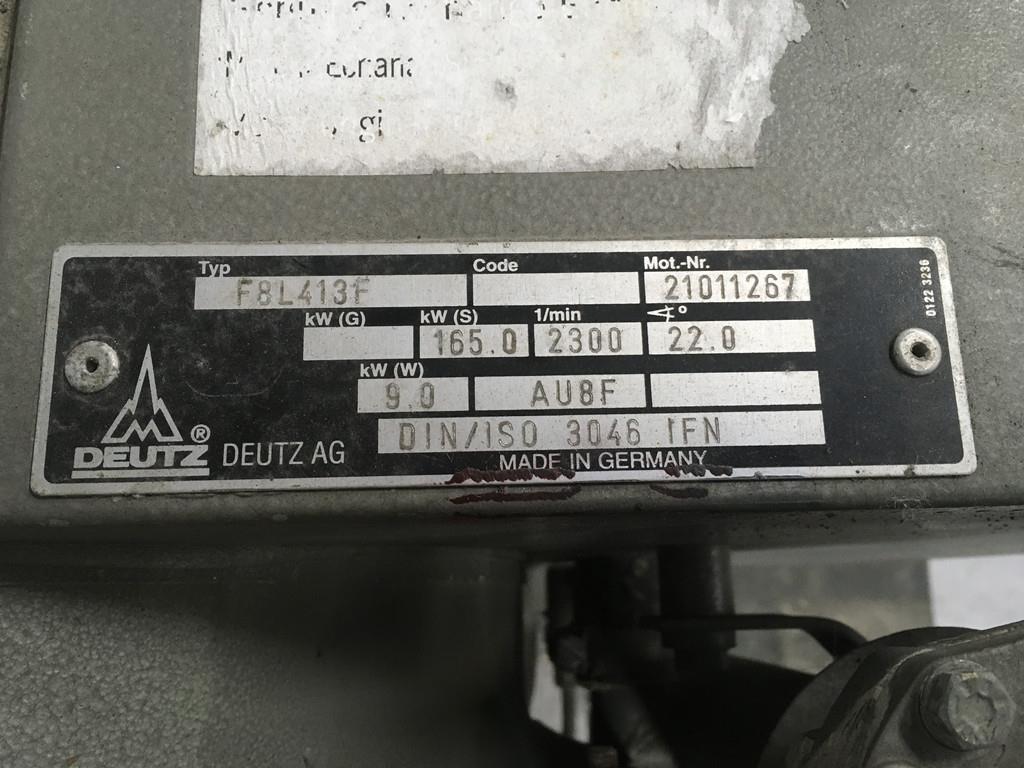 gi
Typ Code Mot.-Nr.
F8L413F 21011267
kW (G) kW (S) 1/min °
165.0 2300 22.0
kW (W)
9.0 AU8F
DIN/ISO 3046 IFN
DEUTZ ® DEUTZ AG MADE IN GERMANY
0122 3236